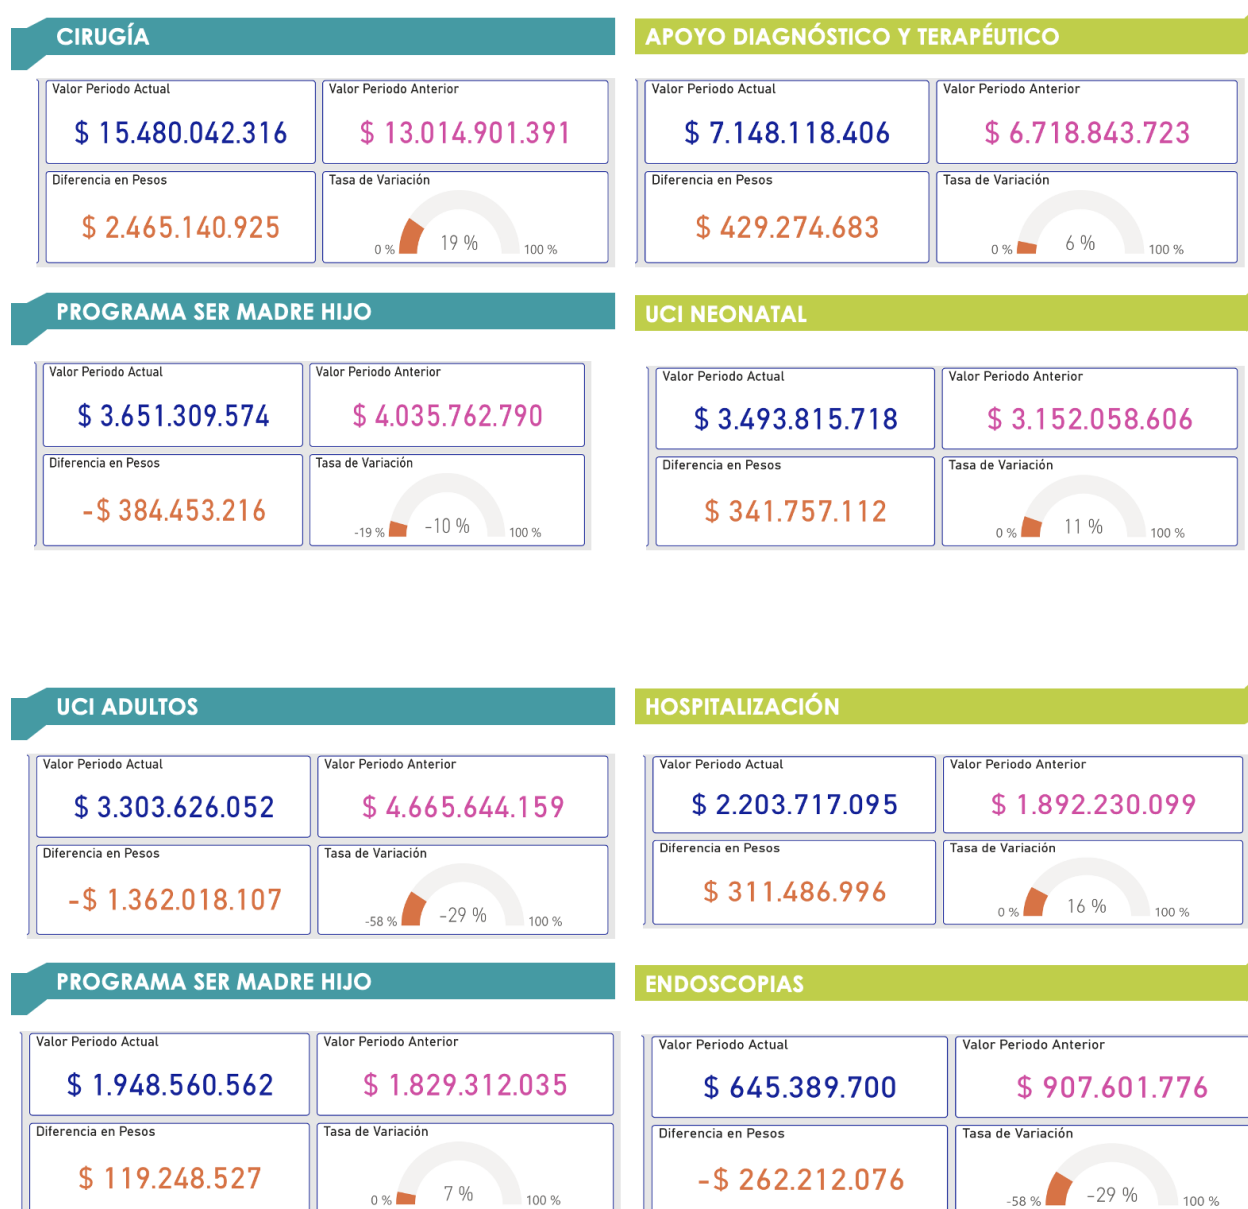 CIRUGÍA
Valor Periodo Actual
$ 15.480.042.316
Valor Periodo Anterior
$ 13.014.901.391
Diferencia en Pesos
$ 2.465.140.925
Tasa de Variación
0 %
19 %
100 %
APOYO DIAGNÓSTICO Y TERAPÉUTICO
Valor Periodo Actual
$ 7.148.118.406
Valor Periodo Anterior
$ 6.718.843.723
Diferencia en Pesos
$ 429.274.683
Tasa de Variación
0 %
6 %
100 %
PROGRAMA SER MADRE HIJO
Valor Periodo Actual
$ 3.651.309.574
Valor Periodo Anterior
$ 4.035.762.790
Diferencia en Pesos
-$ 384.453.216
Tasa de Variación
-19 %
-10 %
100 %
UCI NEONATAL
Valor Periodo Actual
$ 3.493.815.718
Valor Periodo Anterior
$ 3.152.058.606
Diferencia en Pesos
$ 341.757.112
Tasa de Variación
0 %
11 %
100 %
UCI ADULTOS
Valor Periodo Actual
$ 3.303.626.052
Valor Periodo Anterior
$ 4.665.644.159
Diferencia en Pesos
-$ 1.362.018.107
Tasa de Variación
-58 %
-29 %
100 %
HOSPITALIZACIÓN
Valor Periodo Actual
$ 2.203.717.095
Valor Periodo Anterior
$ 1.892.230.099
Diferencia en Pesos
$ 311.486.996
Tasa de Variación
0 %
16 %
100 %
PROGRAMA SER MADRE HIJO
Valor Periodo Actual
$ 1.948.560.562
Valor Periodo Anterior
$ 1.829.312.035
Diferencia en Pesos
$ 119.248.527
Tasa de Variación
0 %
7 %
100 %
ENDOSCOPIAS
Valor Periodo Actual
$ 645.389.700
Valor Periodo Anterior
$ 907.601.776
Diferencia en Pesos
-$ 262.212.076
Tasa de Variación
-58 %
-29 %
100 %